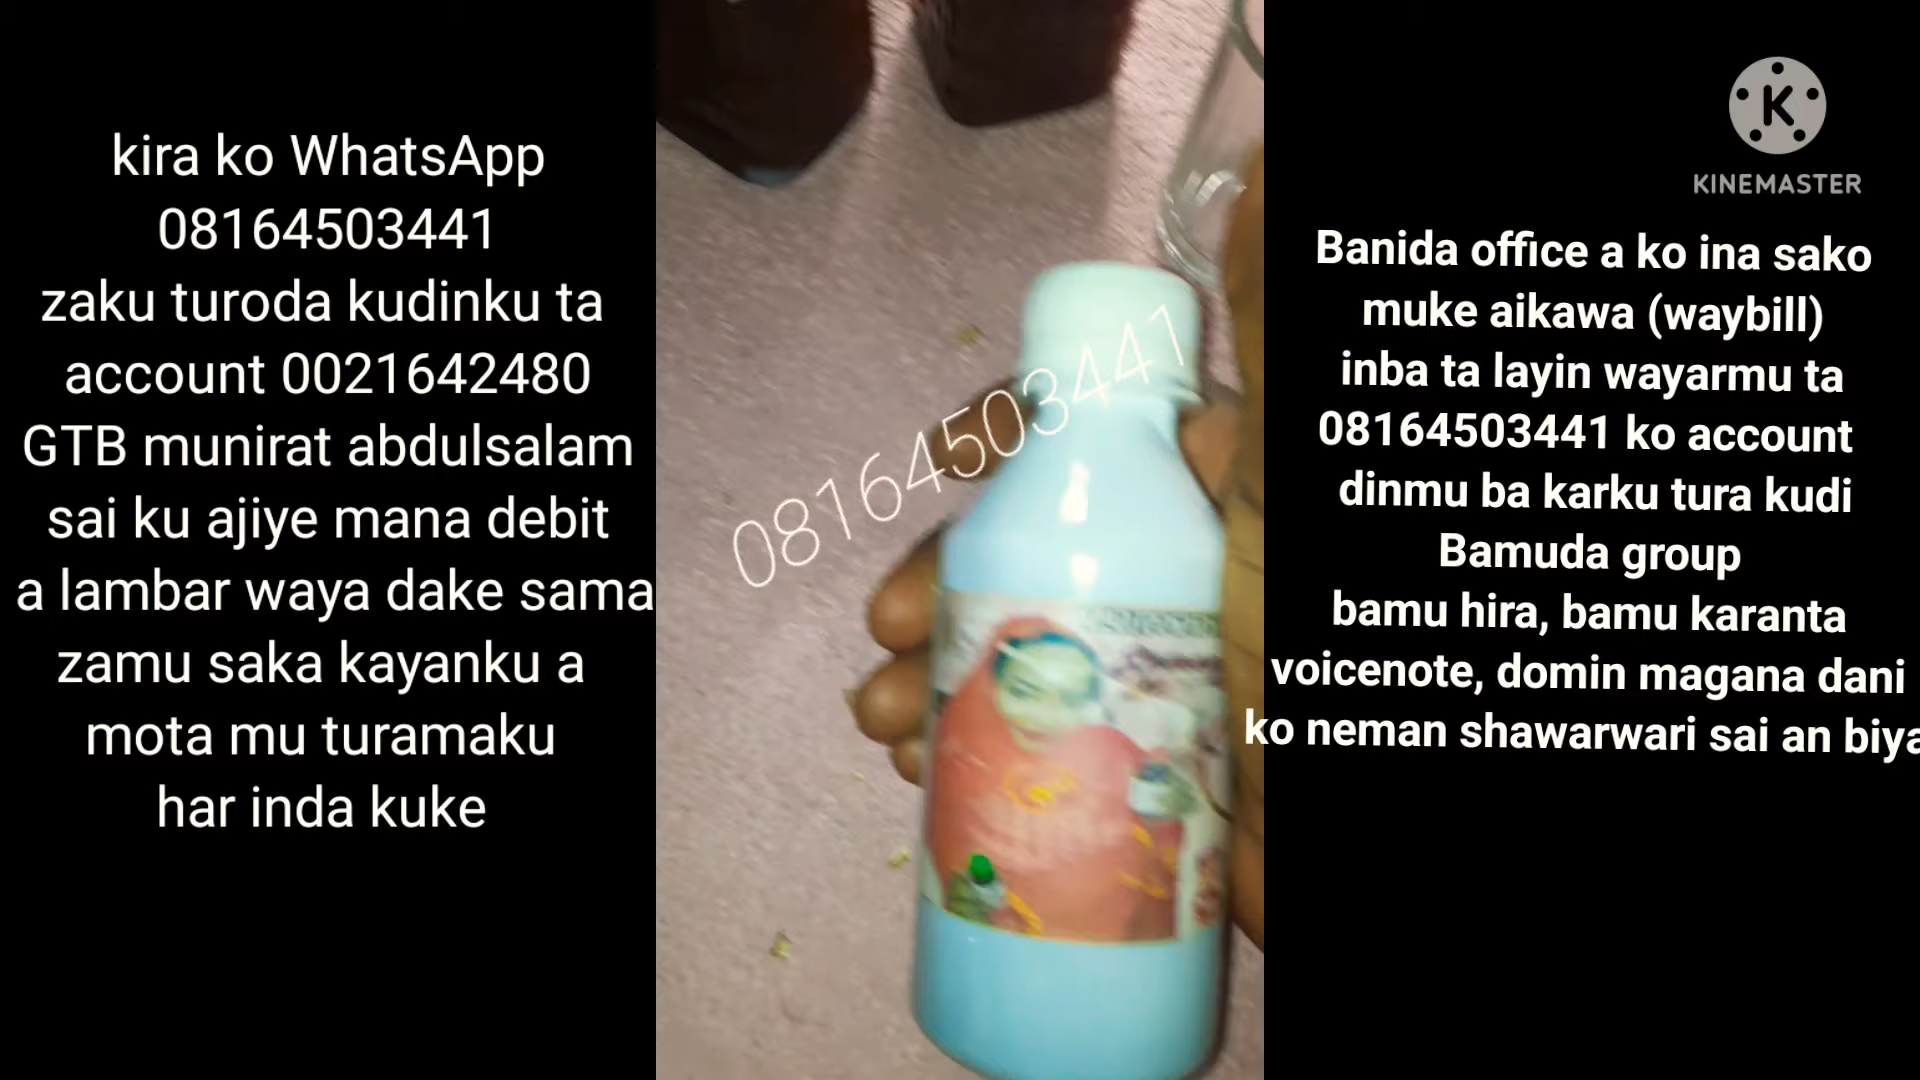 kira ko WhatsApp
08164503441
zaku turoda kudinku ta
account 0021642480
GTB munirat abdulsalam
sai ku ajiye mana debit
a lambar waya dake sama
zamu saka kayanku a
mota mu turamaku
har inda kuke
08164503441
KINEMASTER
Banida office a ko ina sako
muke aikawa (waybill)
inba ta layin wayarmu ta
08164503441 ko account
dinmu ba karku tura kudi
Bamuda group
bamu hira, bamu karanta
voicenote, domin magana dani
ko neman shawarwari sai an biya